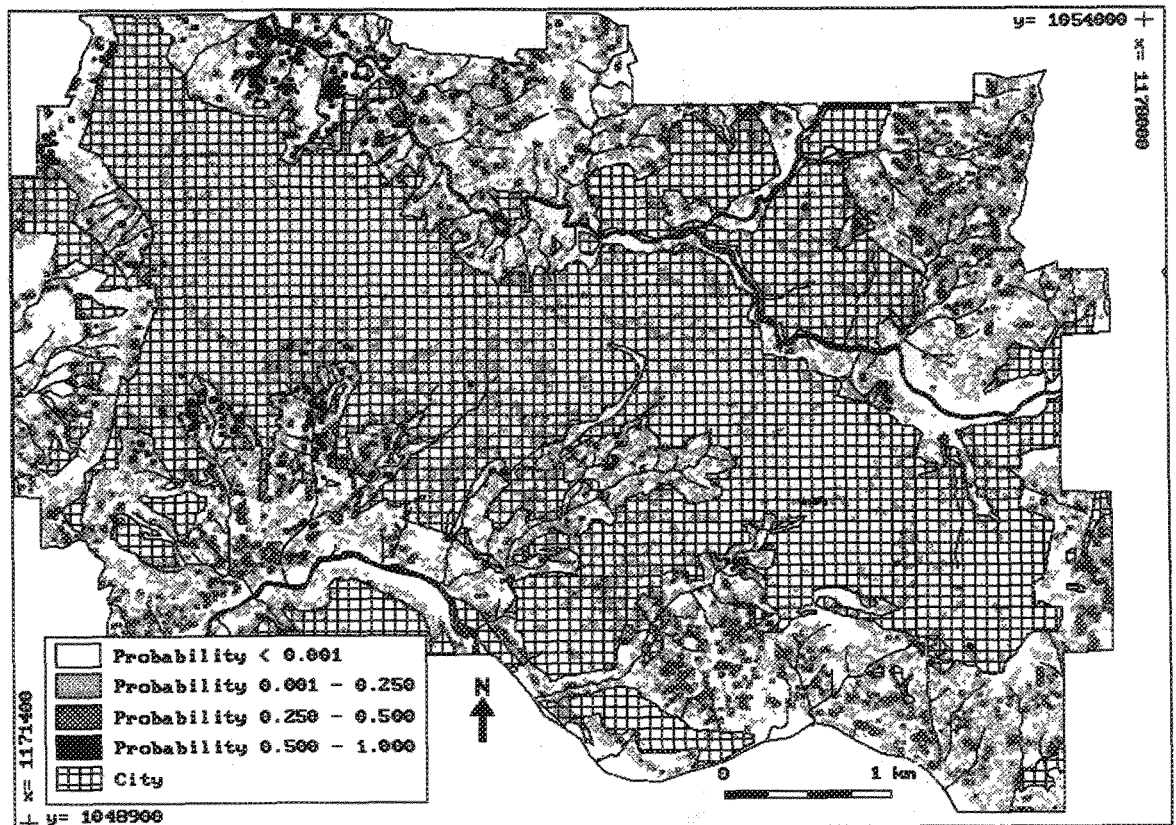 y= 1054000
x= 1178000
Probability < 0.001
Probability 0.001 - 0.250
Probability 0.250 - 0.500
Probability 0.500 - 1.000
City
N
0 1 km
x= 1171400
y= 1048900